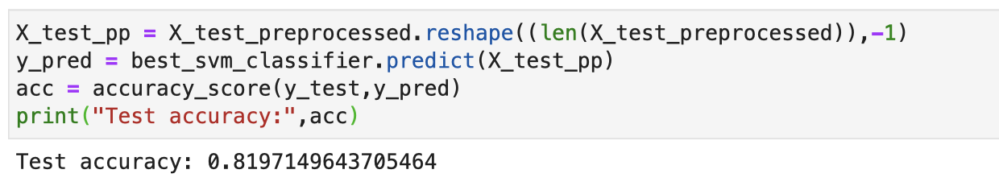 X_test_pp = X_test_preprocessed.reshape((len(X_test_preprocessed)),-1)
y_pred = best_svm_classifier.predict(X_test_pp)
acc = accuracy_score(y_test,y_pred)
print("Test accuracy:",acc)
Test accuracy: 0.8197149643705464